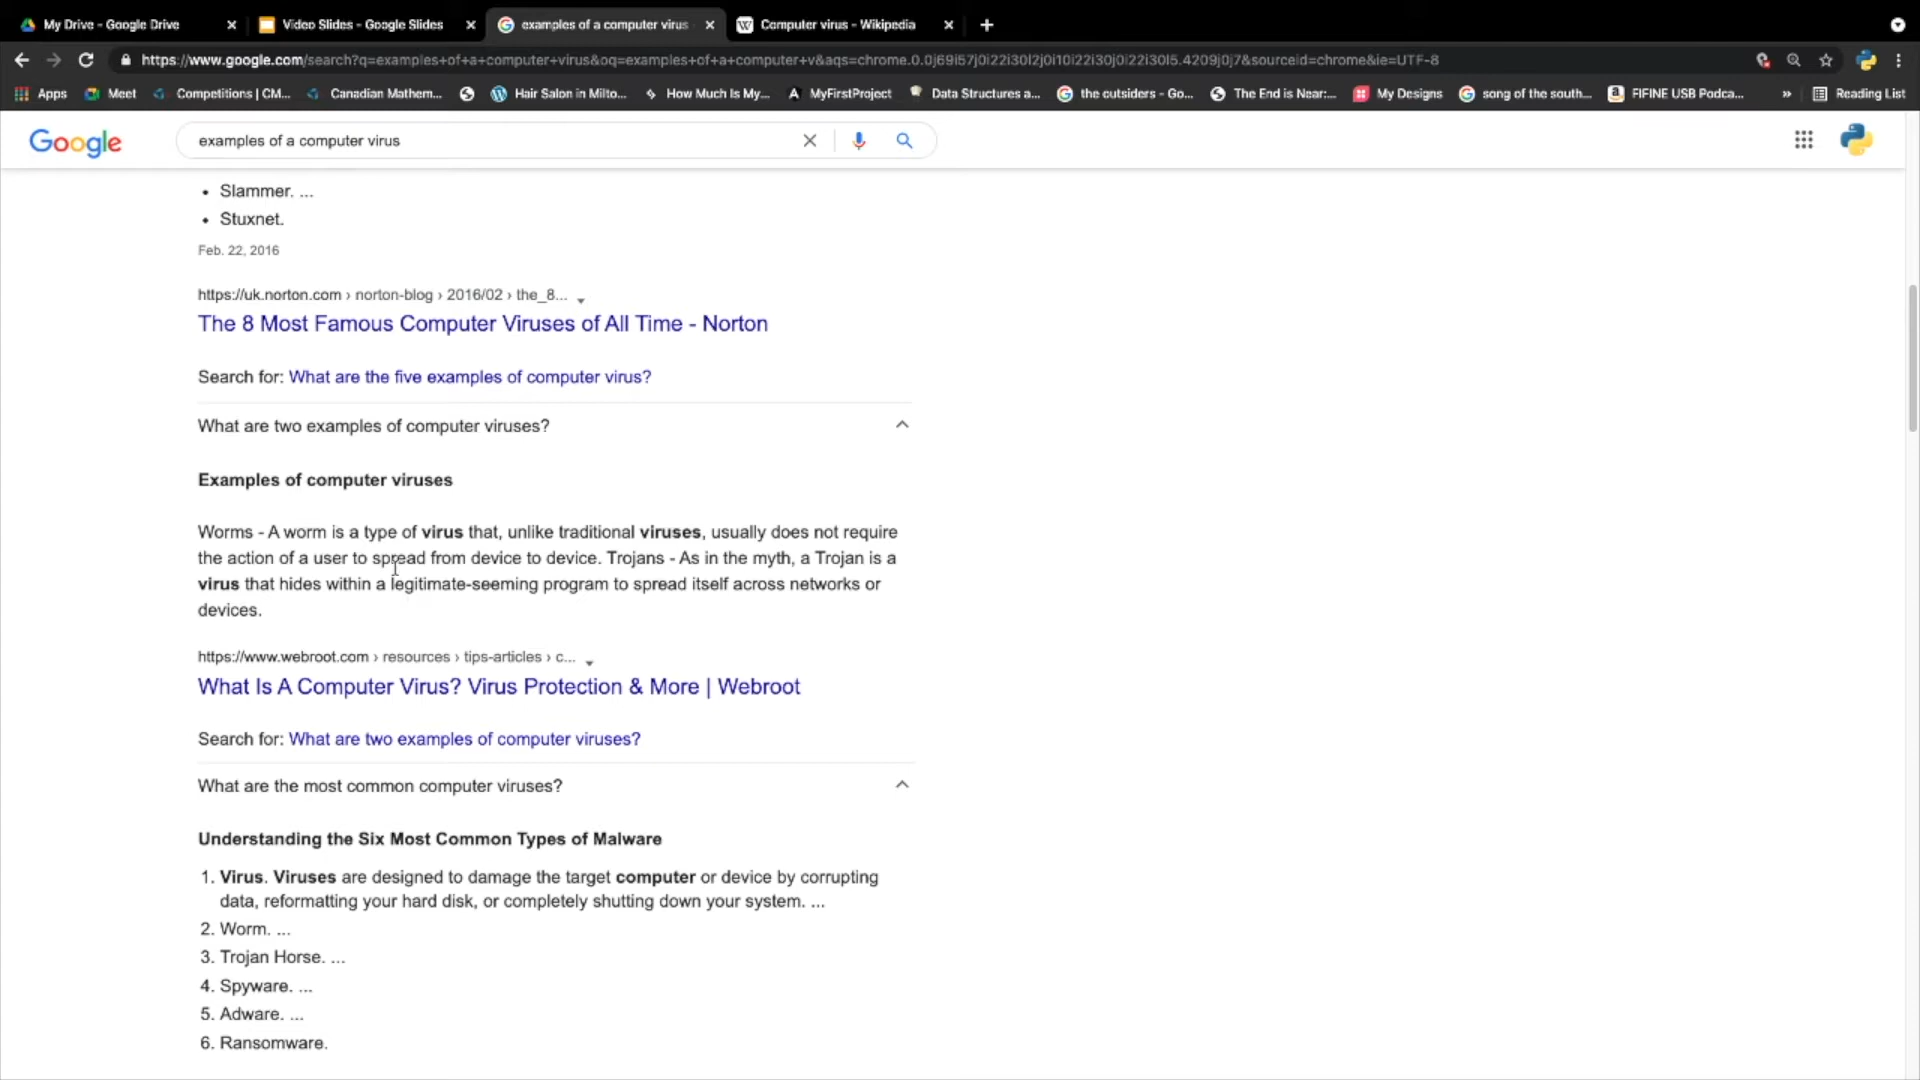 My Drive - Google Drive
Video Slides - Google Slides
examples of a computer virus
Computer virus - Wikipedia
https://www.google.com/search?q=examples+of+a+computer+virus&oq=examples+of+a+computer+v&aqs=chrome.0.0j69i57j0i22i30l2j0i10i22i30j0i22i30l5.4209j0j7&sourceid=chrome&ie=UTF-8
Apps
Meet
Competitions | CM...
Canadian Mathem...
Hair Salon in Milto...
How Much Is My...
MyFirstProject
Data Structures a...
the outsiders - Go...
The End is Near:...
My Designs
song of the south...
FIFINE USB Podca...
»
Reading List
Google
examples of a computer virus
• Slammer. ...
• Stuxnet.
Feb. 22, 2016
https://uk.norton.com › norton-blog › 2016/02 › the_8...
The 8 Most Famous Computer Viruses of All Time - Norton
Search for: What are the five examples of computer virus?
What are two examples of computer viruses?
Examples of computer viruses
Worms - A worm is a type of virus that, unlike traditional viruses, usually does not require
the action of a user to spread from device to device. Trojans - As in the myth, a Trojan is a
virus that hides within a legitimate-seeming program to spread itself across networks or
devices.
https://www.webroot.com › resources › tips-articles › c...
What Is A Computer Virus? Virus Protection & More | Webroot
Search for: What are two examples of computer viruses?
What are the most common computer viruses?
Understanding the Six Most Common Types of Malware
1. Virus. Viruses are designed to damage the target computer or device by corrupting
data, reformatting your hard disk, or completely shutting down your system. ...
2. Worm. ...
3. Trojan Horse. ...
4. Spyware. ...
5. Adware. ...
6. Ransomware.